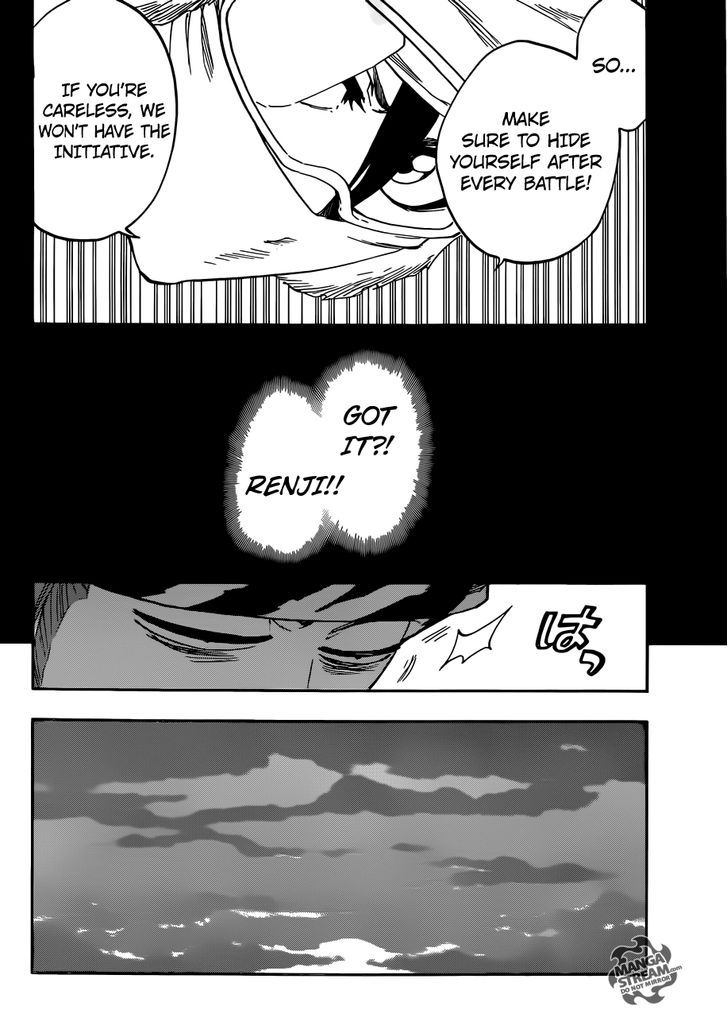 SO...
MAKE
SURE TO HIDE
YOURSELF AFTER
EVERY BATTLE!
IF YOU'RE
CARELESS, WE
WON'T HAVE THE
INITIATIVE.
GOT
IT?!
RENJI!!
はっ
MANGA
STREAM.com
DO NOT MIRROR